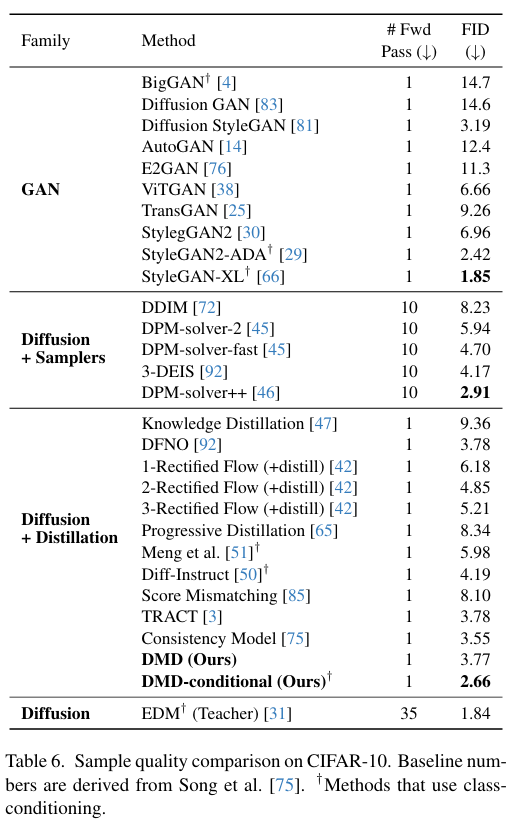 Family Method # Fwd Pass (↓) FID (↓)
GAN
BigGAN† [4] 1 14.7
Diffusion GAN [83] 1 14.6
Diffusion StyleGAN [81] 1 3.19
AutoGAN [14] 1 12.4
E2GAN [76] 1 11.3
ViTGAN [38] 1 6.66
TransGAN [25] 1 9.26
StylegGAN2 [30] 1 6.96
StyleGAN2-ADA† [29] 1 2.42
StyleGAN-XL† [66] 1 1.85
Diffusion
+ Samplers
DDIM [72] 10 8.23
DPM-solver-2 [45] 10 5.94
DPM-solver-fast [45] 10 4.70
3-DEIS [92] 10 4.17
DPM-solver++ [46] 10 2.91
Diffusion
+ Distillation
Knowledge Distillation [47] 1 9.36
DFNO [92] 1 3.78
1-Rectified Flow (+distill) [42] 1 6.18
2-Rectified Flow (+distill) [42] 1 4.85
3-Rectified Flow (+distill) [42] 1 5.21
Progressive Distillation [65] 1 8.34
Meng et al. [51]† 1 5.98
Diff-Instruct [50]† 1 4.19
Score Mismatching [85] 1 8.10
TRACT [3] 1 3.78
Consistency Model [75] 1 3.55
DMD (Ours) 1 3.77
DMD-conditional (Ours)† 1 2.66
Diffusion EDM† (Teacher) [31] 35 1.84
Table 6. Sample quality comparison on CIFAR-10. Baseline num-
bers are derived from Song et al. [75]. †Methods that use class-
conditioning.